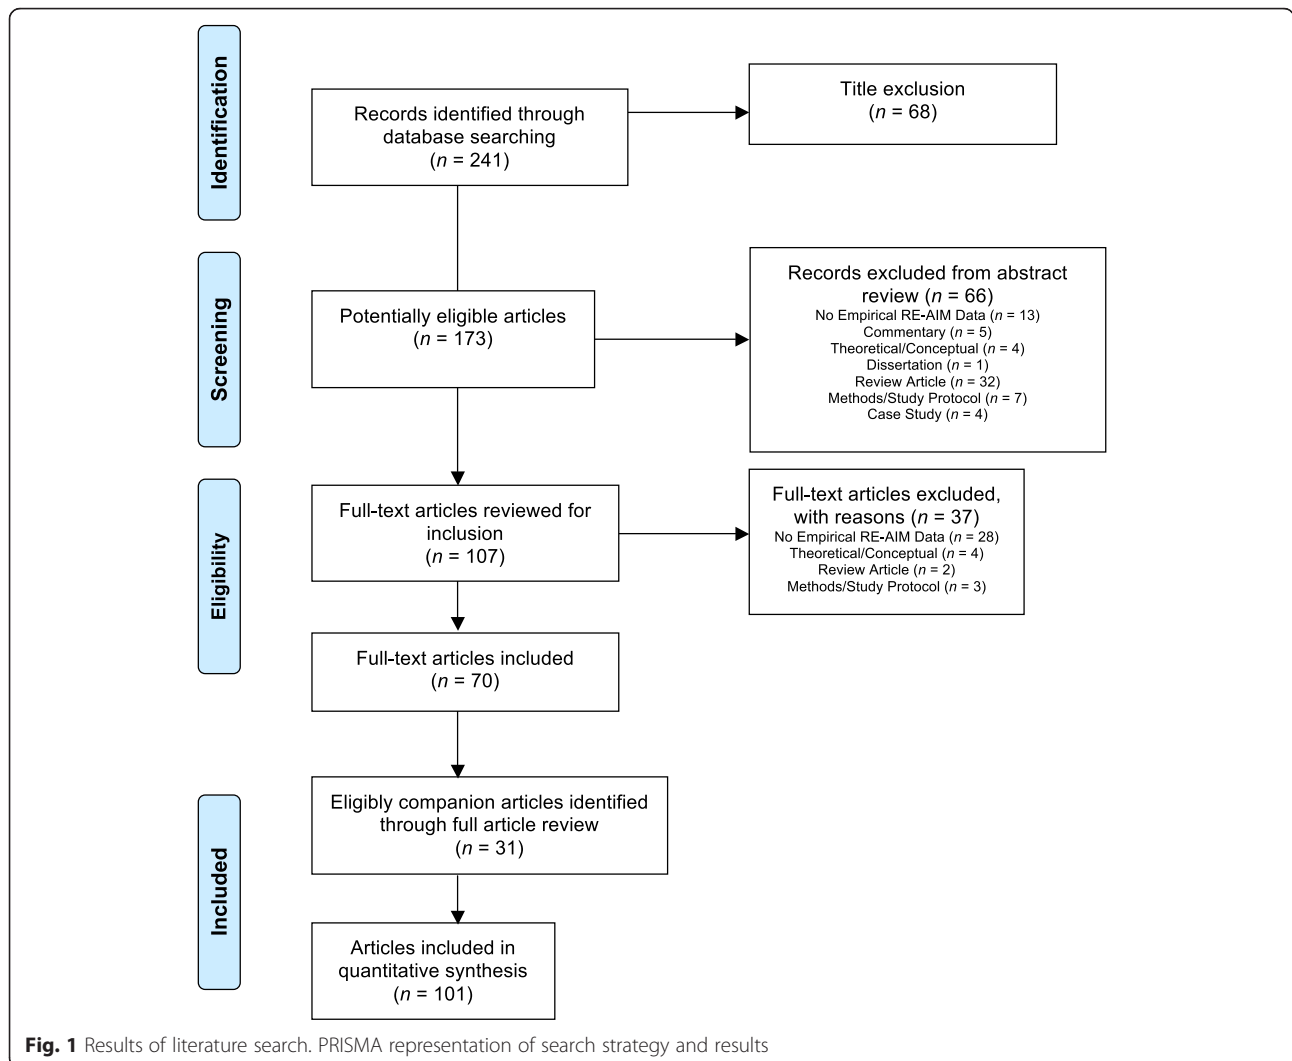 Identification
Records identified through
database searching
(n = 241)
Title exclusion
(n = 68)
Screening
Potentially eligible articles
(n = 173)
Records excluded from abstract
review (n = 66)
No Empirical RE-AIM Data (n = 13)
Commentary (n = 5)
Theoretical/Conceptual (n = 4)
Dissertation (n = 1)
Review Article (n = 32)
Methods/Study Protocol (n = 7)
Case Study (n = 4)
Eligibility
Full-text articles reviewed for
inclusion
(n = 107)
Full-text articles excluded,
with reasons (n = 37)
No Empirical RE-AIM Data (n = 28)
Theoretical/Conceptual (n = 4)
Review Article (n = 2)
Methods/Study Protocol (n = 3)
Full-text articles included
(n = 70)
Included
Eligibly companion articles identified
through full article review
(n = 31)
Articles included in
quantitative synthesis
(n = 101)
Fig. 1 Results of literature search. PRISMA representation of search strategy and results